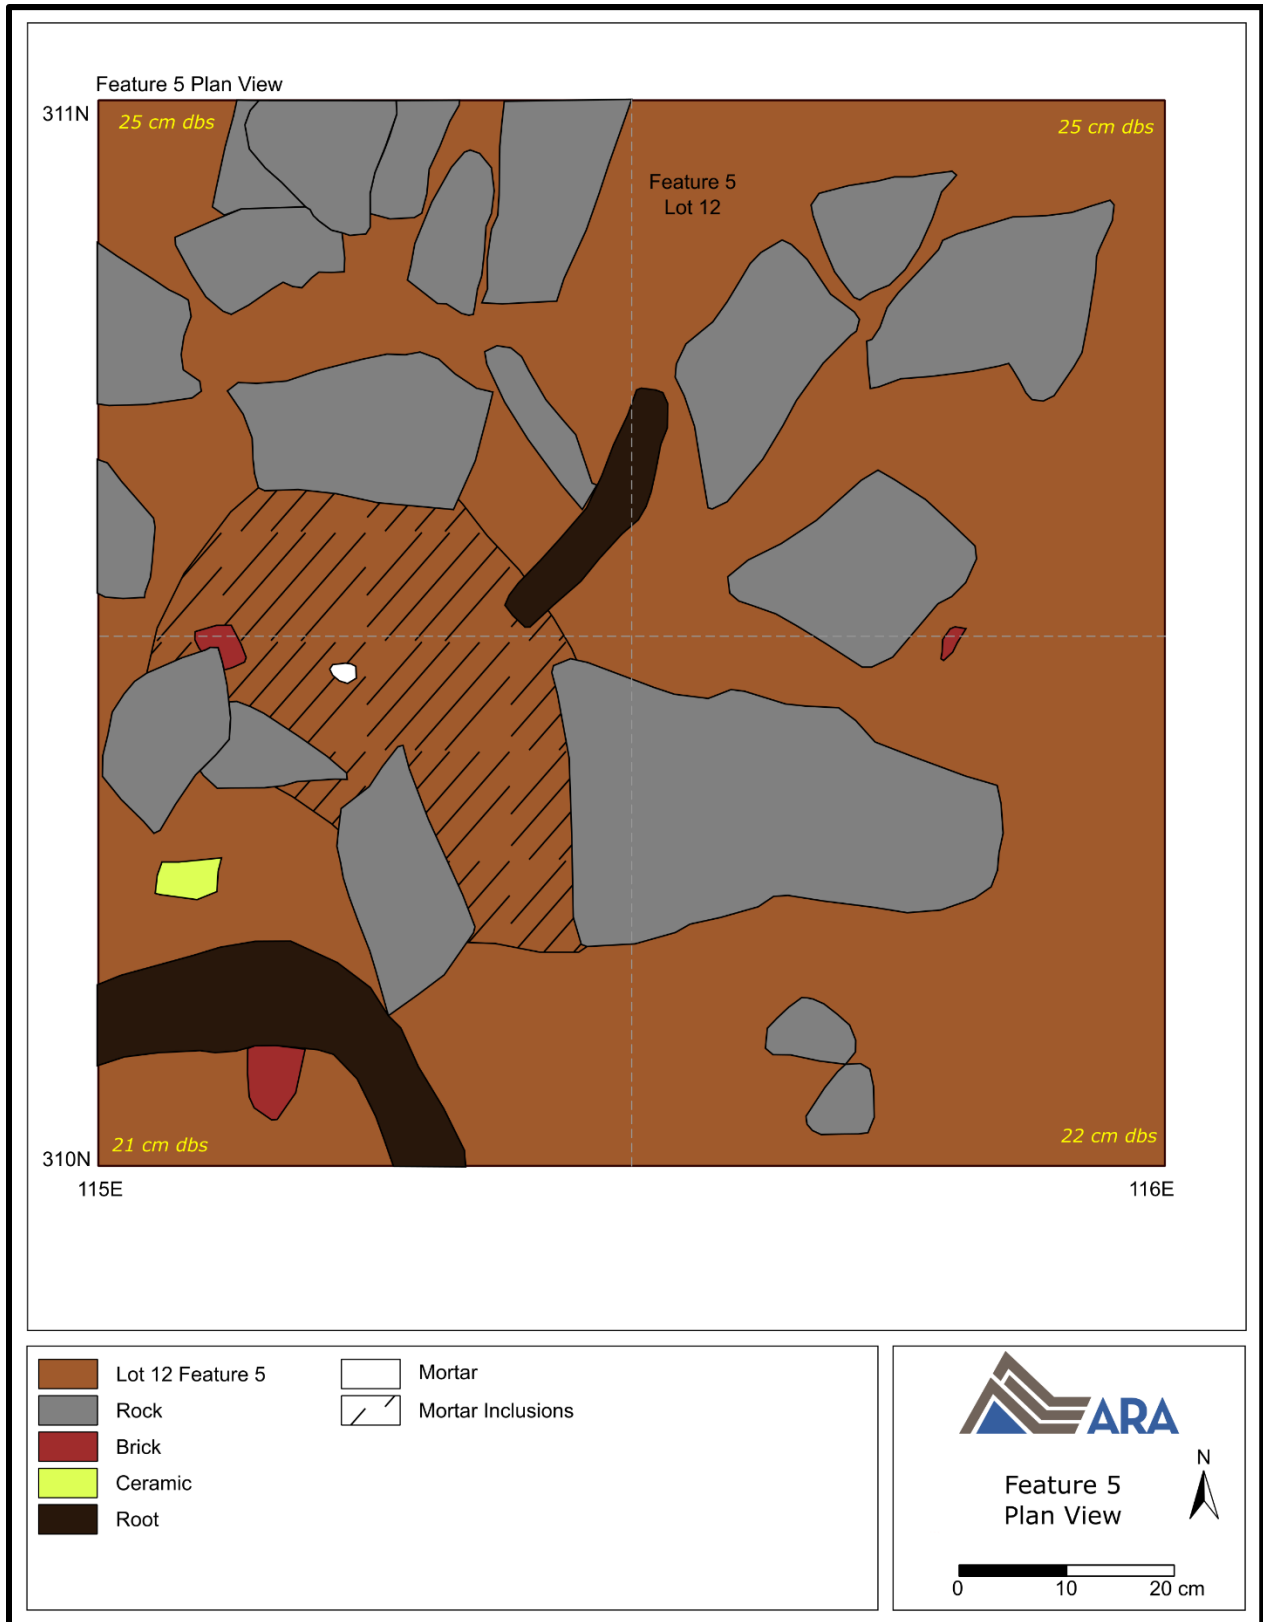 Feature 5 Plan View
311N
25 cm dbs
25 cm dbs
Feature 5
Lot 12
21 cm dbs
22 cm dbs
310N
115E
116E
Lot 12 Feature 5
Rock
Brick
Ceramic
Root
Mortar
Mortar Inclusions
ARA
N
Feature 5
Plan View
0 10 20 cm